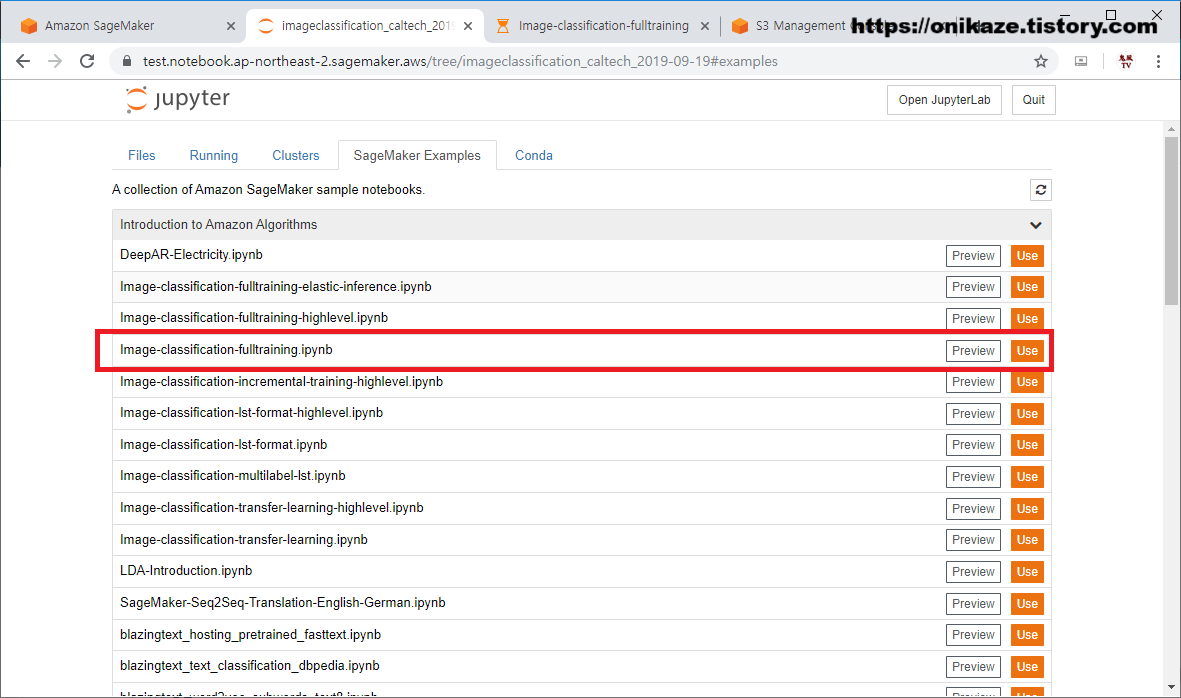 Amazon SageMaker
imageclassification_caltech_2019
Image-classification-fulltraining
S3 Management
https://onikaze.tistory.com
test.notebook.ap-northeast-2.sagemaker.aws/tree/imageclassification_caltech_2019-09-19#examples
TV
jupyter
Open JupyterLab
Quit
Files
Running
Clusters
SageMaker Examples
Conda
A collection of Amazon SageMaker sample notebooks.
Introduction to Amazon Algorithms
DeepAR-Electricity.ipynb Preview Use
Image-classification-fulltraining-elastic-inference.ipynb Preview Use
Image-classification-fulltraining-highlevel.ipynb Preview Use
Image-classification-fulltraining.ipynb Preview Use
Image-classification-incremental-training-highlevel.ipynb Preview Use
Image-classification-lst-format-highlevel.ipynb Preview Use
Image-classification-lst-format.ipynb Preview Use
Image-classification-multilabel-lst.ipynb Preview Use
Image-classification-transfer-learning-highlevel.ipynb Preview Use
Image-classification-transfer-learning.ipynb Preview Use
LDA-Introduction.ipynb Preview Use
SageMaker-Seq2Seq-Translation-English-German.ipynb Preview Use
blazingtext_hosting_pretrained_fasttext.ipynb Preview Use
blazingtext_text_classification_dbpedia.ipynb Preview Use